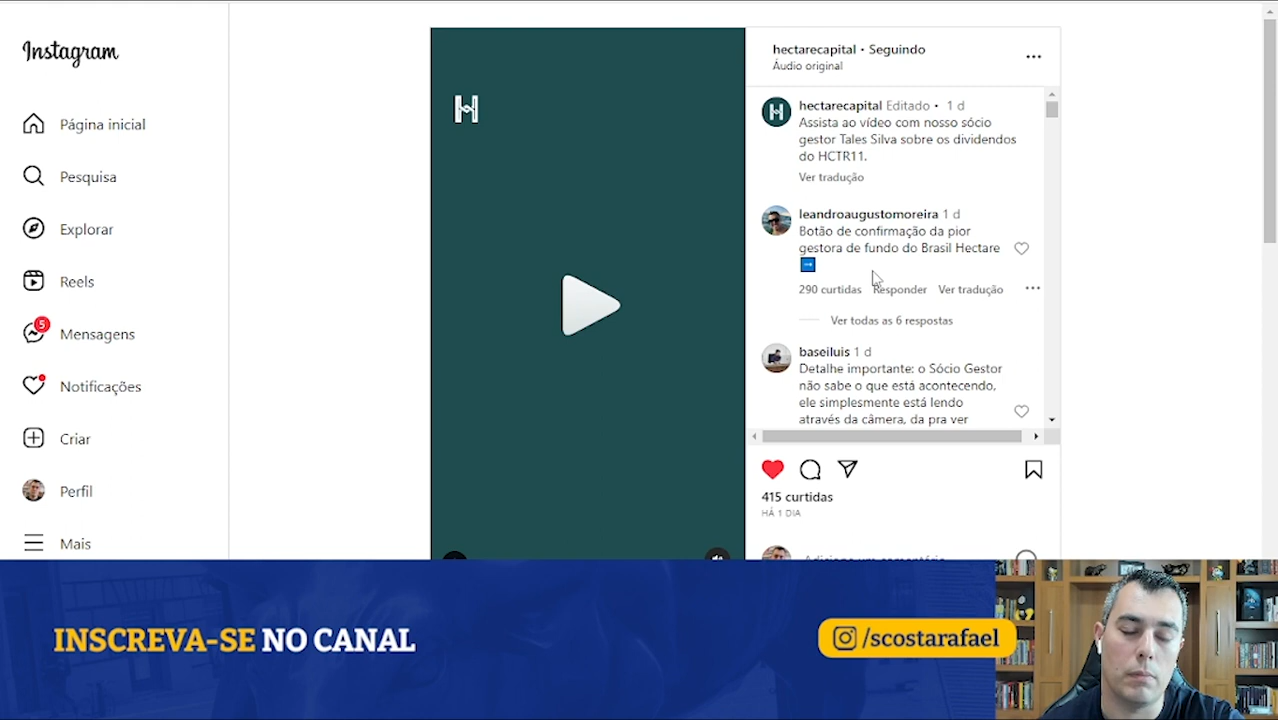 Instagram
Página inicial
Pesquisa
Explorar
Reels
5
Mensagens
Notificações
Criar
Perfil
Mais
H
hectarecapital • Seguindo
Áudio original
hectarecapital Editado • 1 d
Assista ao vídeo com nosso sócio
gestor Tales Silva sobre os dividendos
do HCTR11.
Ver tradução
leandroaugustomoreira 1 d
Botão de confirmação da pior
gestora de fundo do Brasil Hectare
➡
290 curtidas Responder Ver tradução
Ver todas as 6 respostas
baseiluis 1 d
Detalhe importante: o Sócio Gestor
não sabe o que está acontecendo,
ele simplesmente está lendo
através da câmera, da pra ver
415 curtidas
HÁ 1 DIA
Adicione um comentário
INSCREVA-SE NO CANAL
/scostarafael